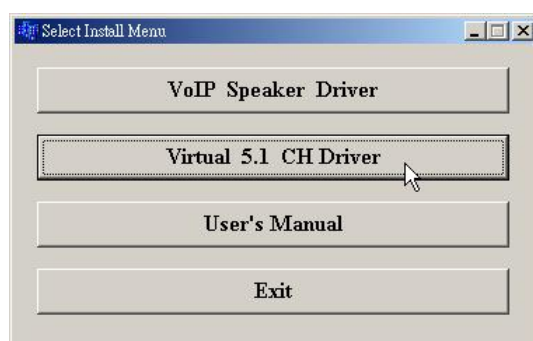 Select Install Menu
VoIP Speaker Driver
Virtual 5.1 CH Driver
User's Manual
Exit